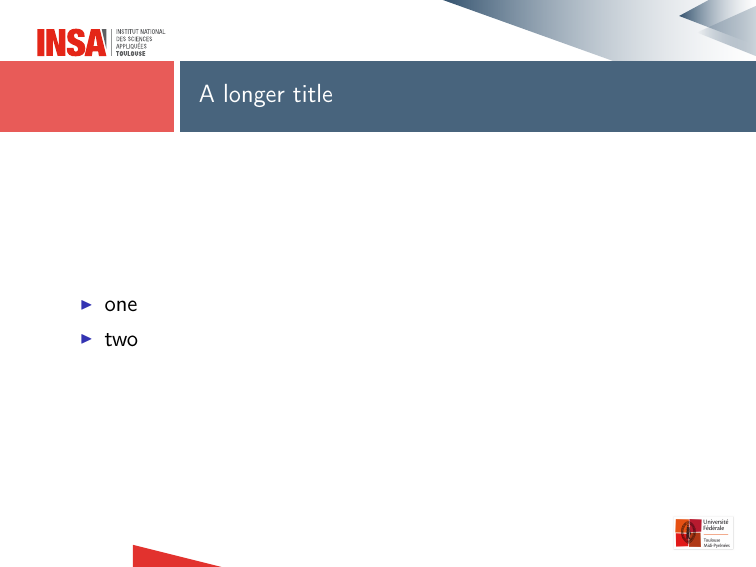 INSA
INSTITUT NATIONAL
DES SCIENCES
APPLIQUÉES
TOULOUSE
A longer title
one
two
Université
Fédérale
Toulouse
Midi-Pyrénées